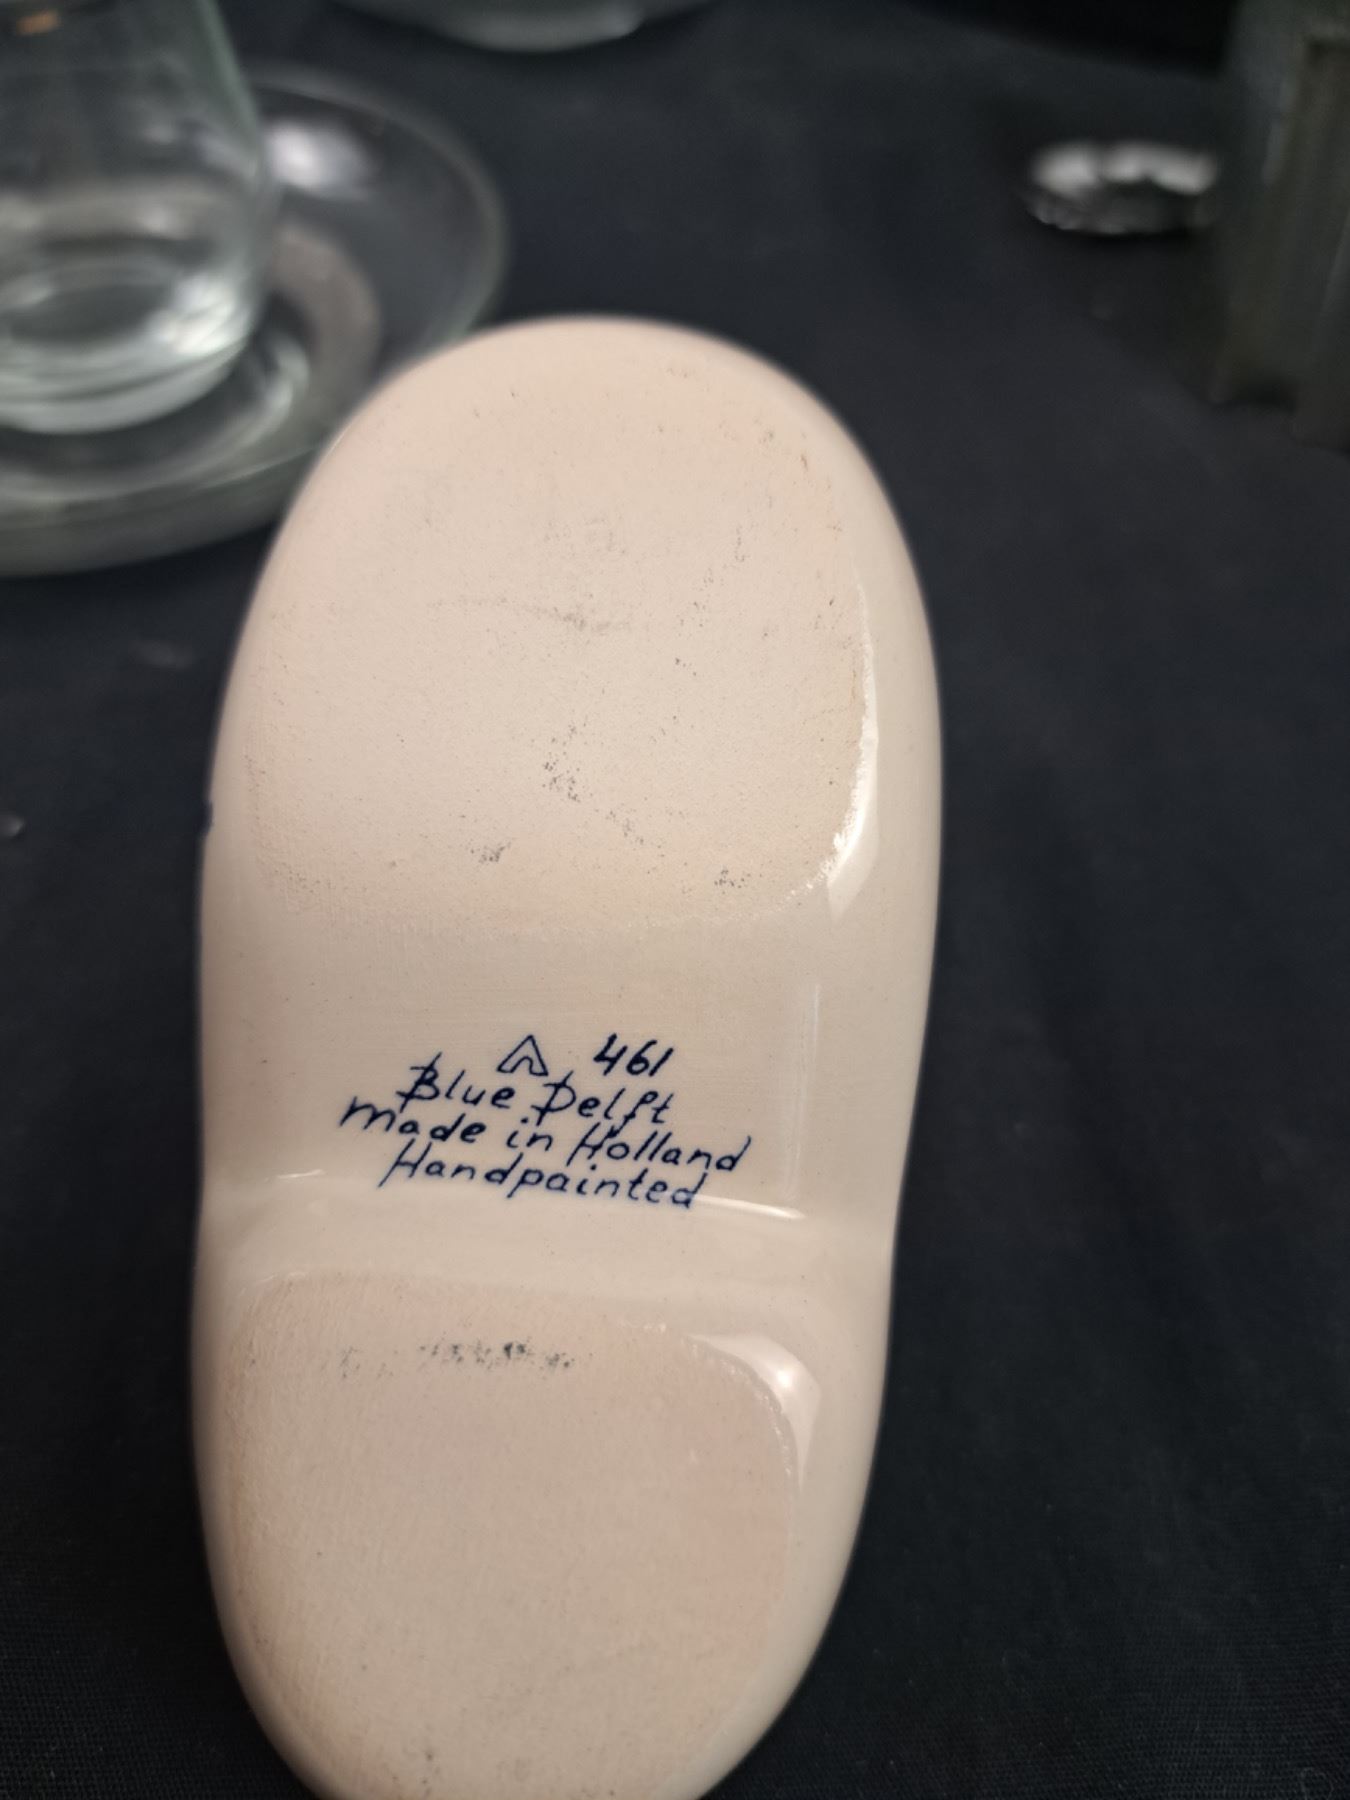 461
Blue Delft
Made in Holland
Handpainted